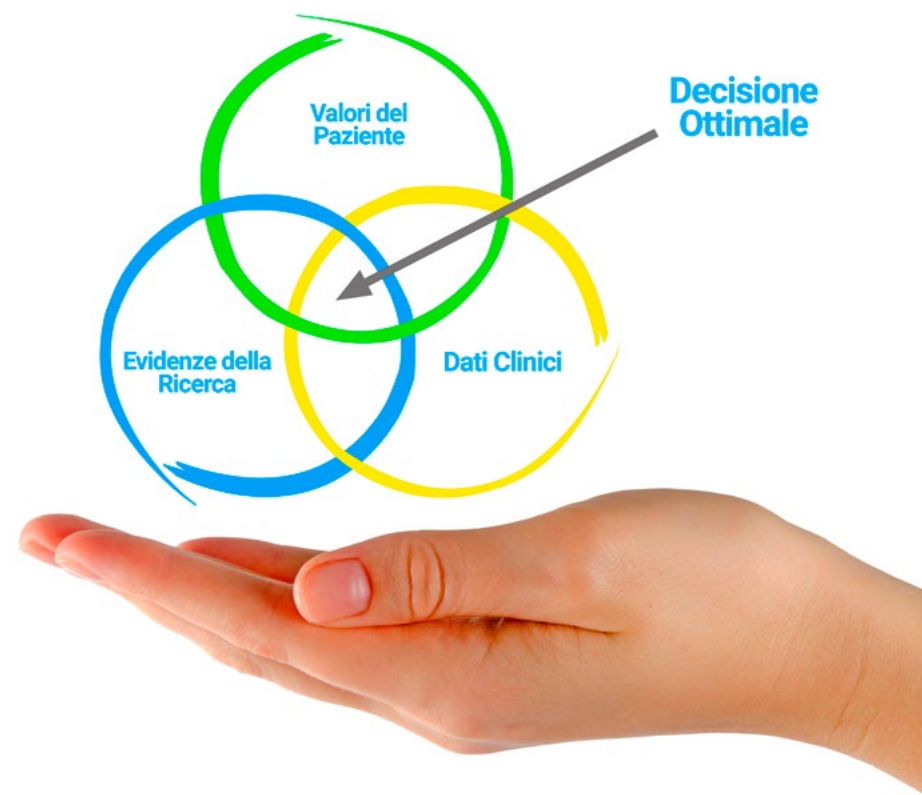 Valori del
Paziente
Decisione
Ottimale
Evidenze della
Ricerca
Dati Clinici